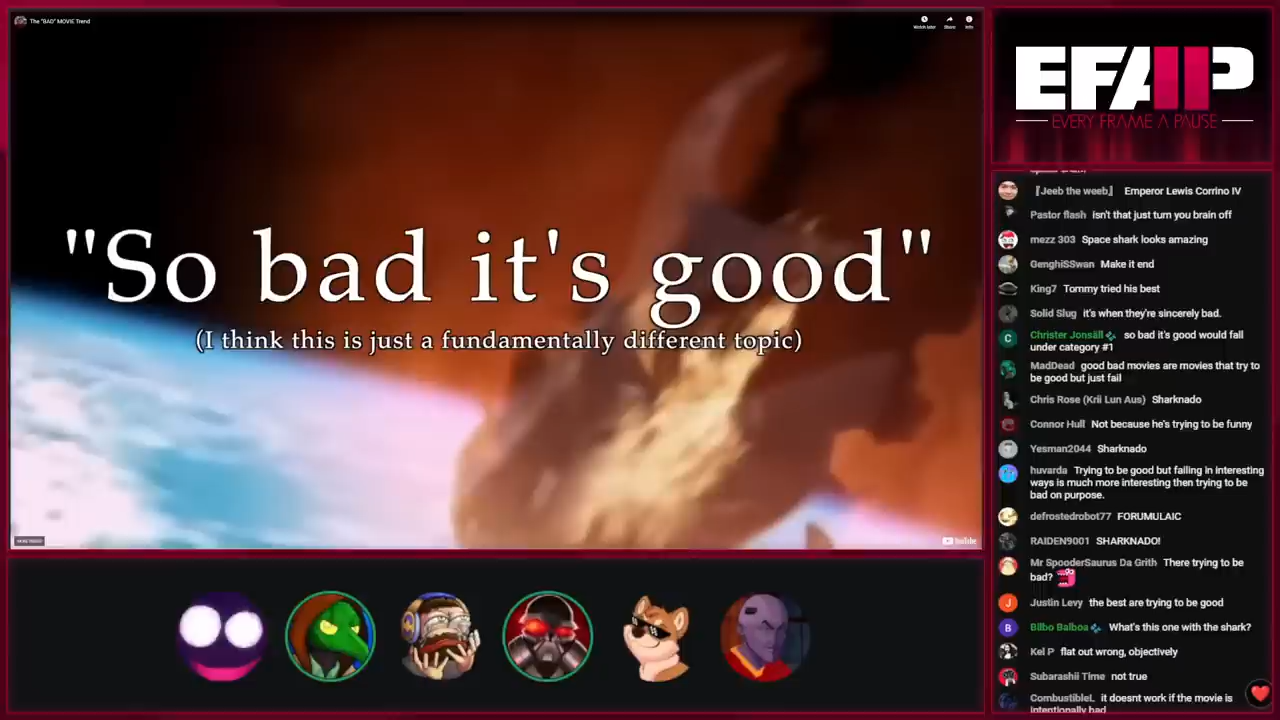 The "BAD" MOVIE Trend
Watch later
Share
Info
"So bad it's good"
(I think this is just a fundamentally different topic)
MORE VIDEOS
YouTube
EFAP
EVERY FRAME A PAUSE
『Jeeb the weeb』 Emperor Lewis Corrino IV
Pastor flash isn't that just turn you brain off
mezz 303 Space shark looks amazing
GenghiSSwan Make it end
King7 Tommy tried his best
Solid Slug it's when they're sincerely bad.
Christer Jonsäll so bad it's good would fall
under category #1
MadDead good bad movies are movies that try to
be good but just fail
Chris Rose (Krii Lun Aus) Sharknado
Connor Hull Not because he's trying to be funny
Yesman2044 Sharknado
huvarda Trying to be good but failing in interesting
ways is much more interesting then trying to be
bad on purpose.
defrostedrobot77 FORUMULAIC
RAIDEN9001 SHARKNADO!
Mr SpooderSaurus Da Grith There trying to be
bad?
Justin Levy the best are trying to be good
Bilbo Balboa What's this one with the shark?
Kel P flat out wrong, objectively
Subarashii Time not true
CombustibleL it doesnt work if the movie is
intentionally bad